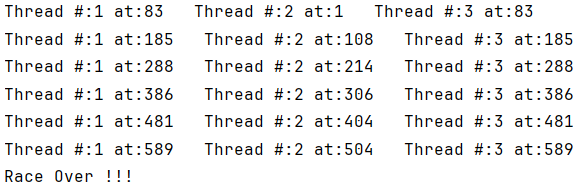 Thread #:1 at:83   Thread #:2 at:1   Thread #:3 at:83
Thread #:1 at:185   Thread #:2 at:108   Thread #:3 at:185
Thread #:1 at:288   Thread #:2 at:214   Thread #:3 at:288
Thread #:1 at:386   Thread #:2 at:306   Thread #:3 at:386
Thread #:1 at:481   Thread #:2 at:404   Thread #:3 at:481
Thread #:1 at:589   Thread #:2 at:504   Thread #:3 at:589
Race Over !!!